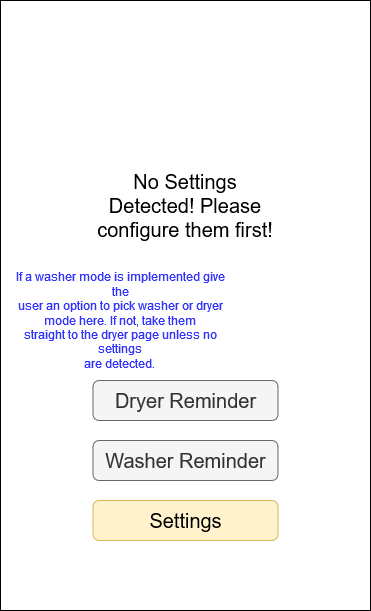 No Settings
Detected! Please
configure them first!
If a washer mode is implemented give
the
user an option to pick washer or dryer
mode here. If not, take them
straight to the dryer page unless no
settings
are detected.
Dryer Reminder
Washer Reminder
Settings